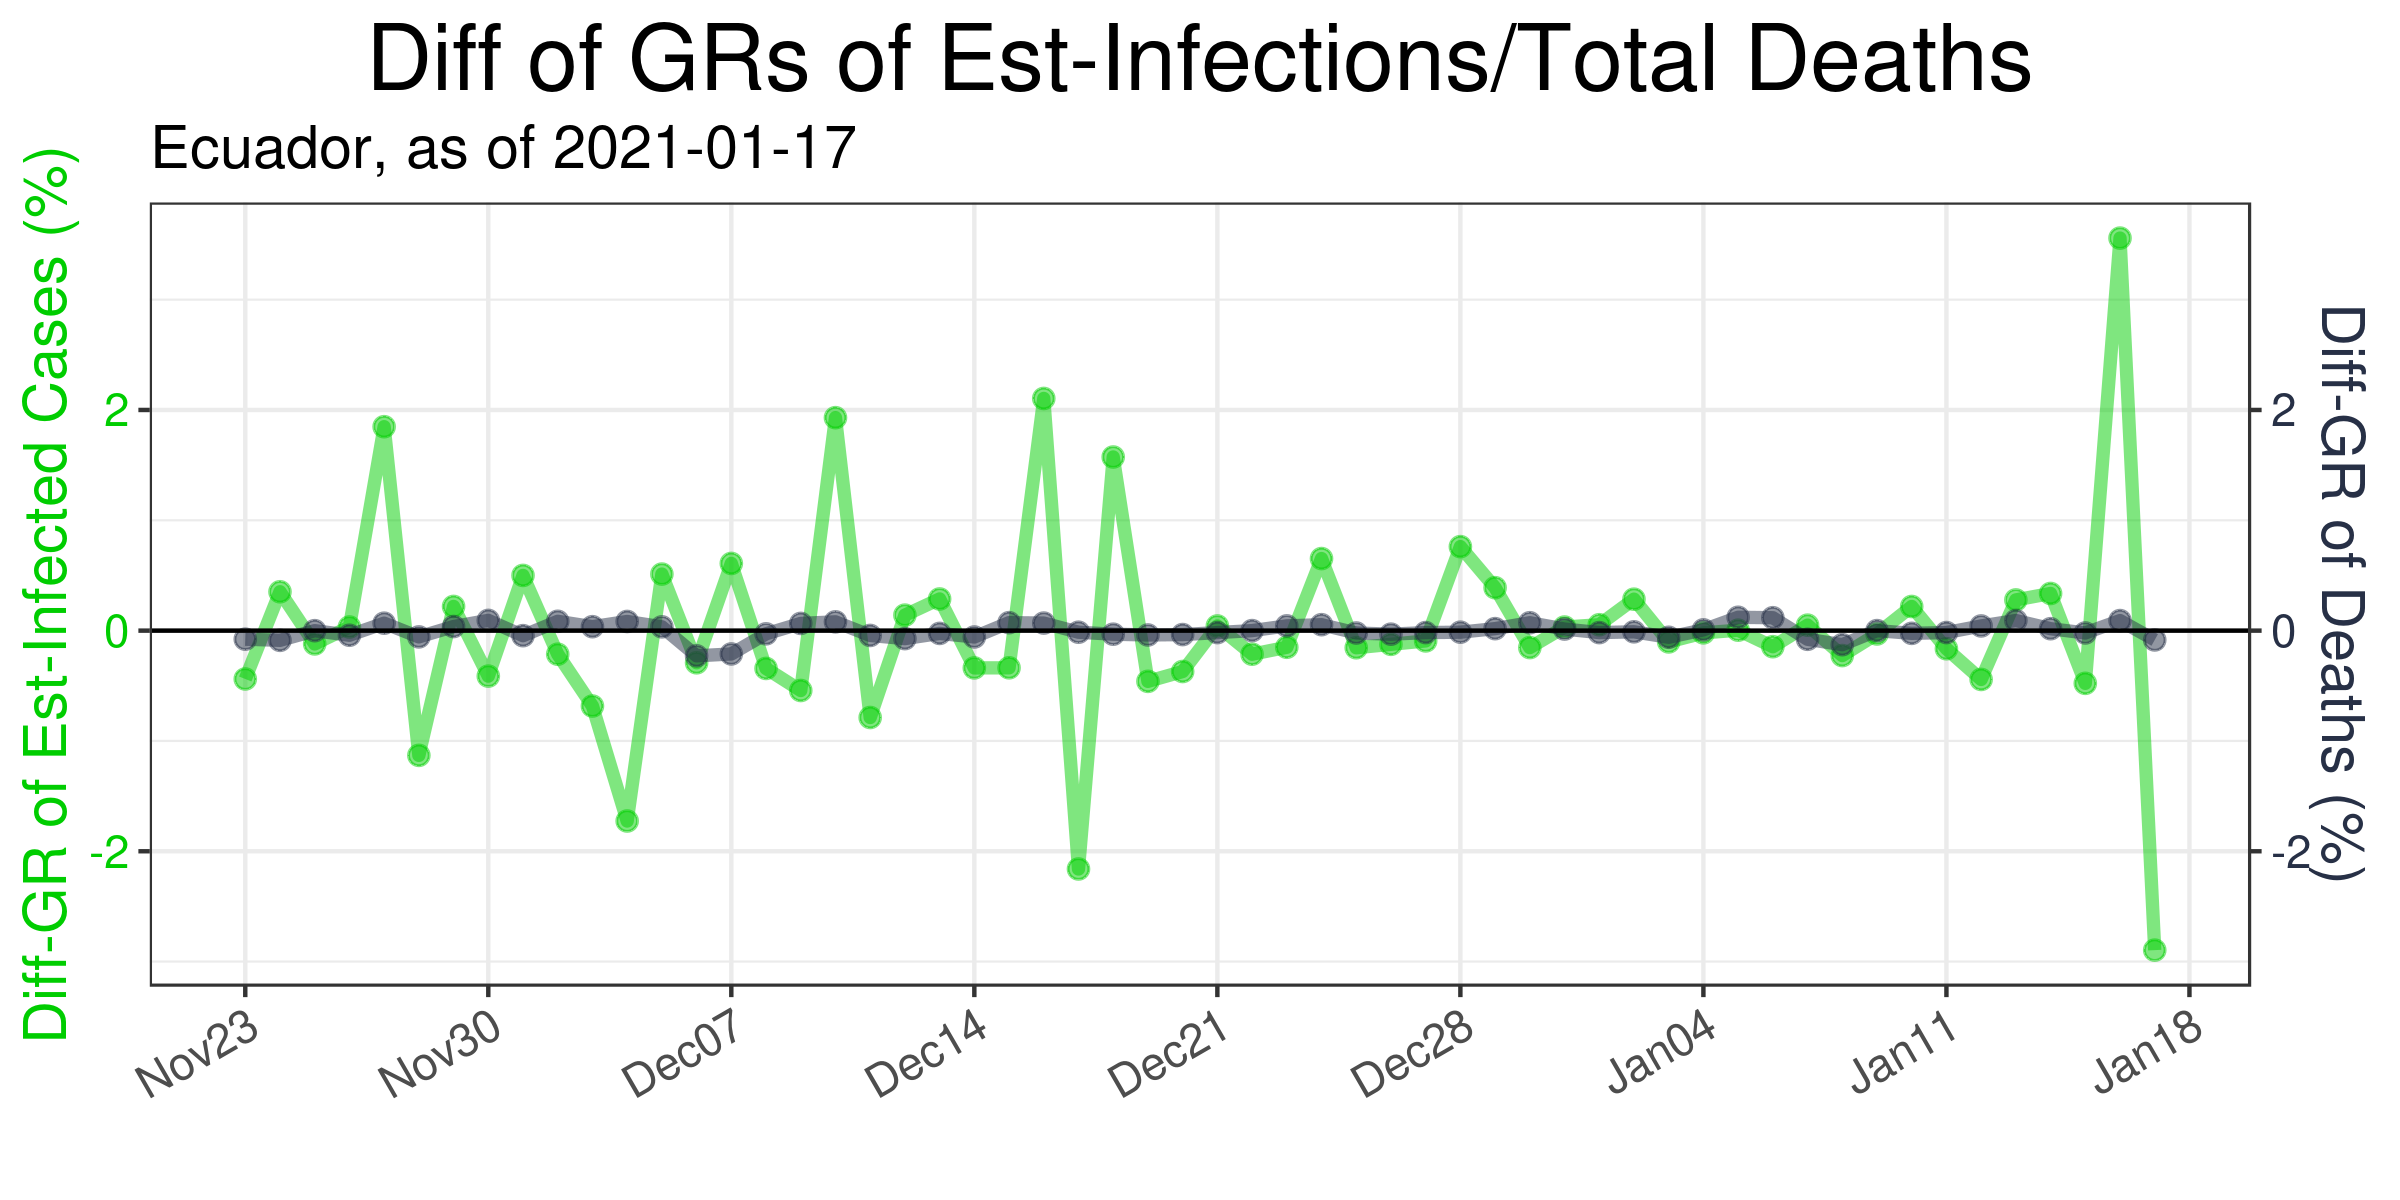 Diff of GRs of Est-Infections/Total Deaths
Ecuador, as of 2021-01-17
Diff-GR of Est-Infected Cases (%)
2
0
-2
2
0
-2
Diff-GR of Deaths (%)
Nov23
Nov30
Dec07
Dec14
Dec21
Dec28
Jan04
Jan11
Jan18